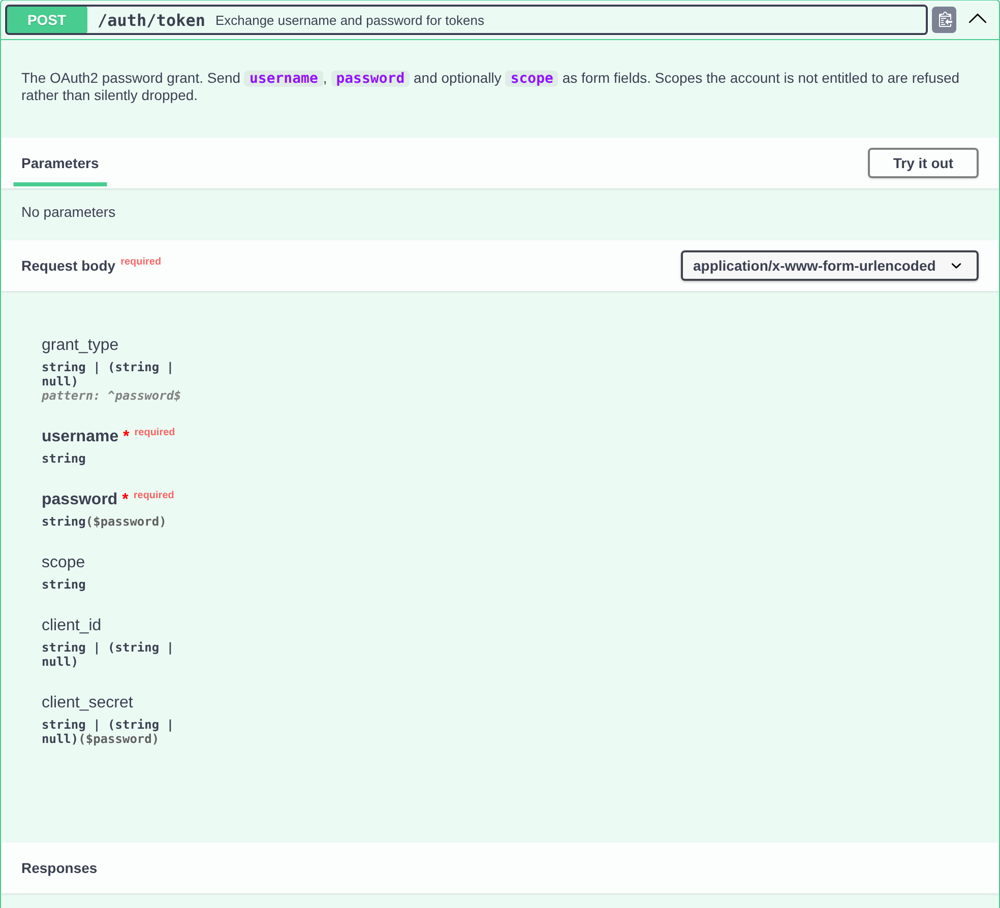 POST /auth/token Exchange username and password for tokens
The OAuth2 password grant. Send username, password and optionally scope as form fields. Scopes the account is not entitled to are refused
rather than silently dropped.
Parameters
Try it out
No parameters
Request body required
application/x-www-form-urlencoded
grant_type
string | (string |
null)
pattern: ^password$
username * required
string
password * required
string($password)
scope
string
client_id
string | (string |
null)
client_secret
string | (string |
null)($password)
Responses